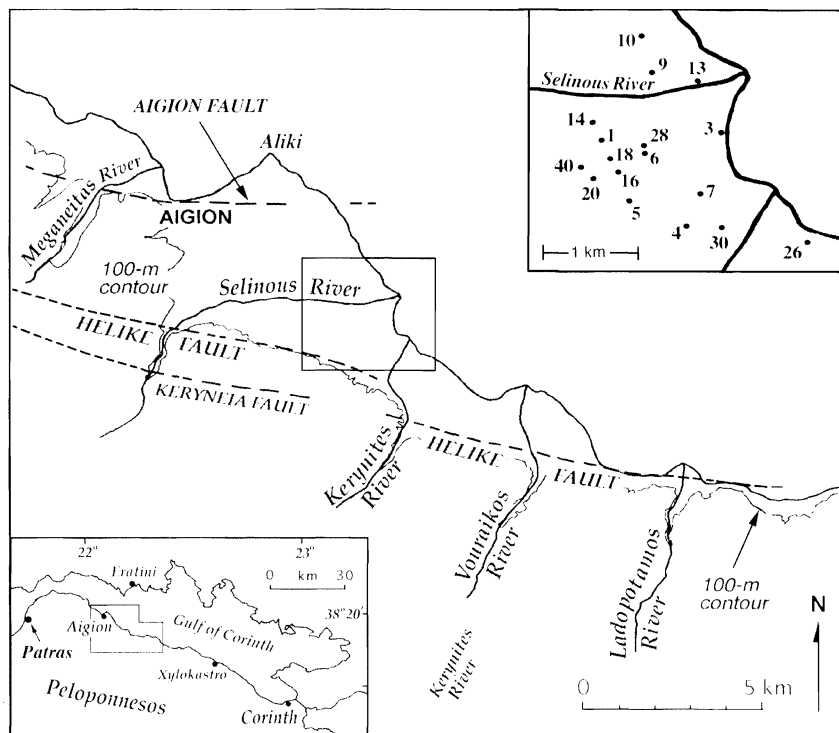 10
9
13
Selinous River
14
1
28
3
18
6
40
16
20
5
7
4
30
26
1 km
AIGION FAULT
Aliki
Meganeitas River
AIGION
100-m
contour
Selinous River
HELIKE FAULT
KERYNEIA FAULT
Kerynites
River
HELIKE FAULT
Vouraikos
River
Ladopotamos
River
100-m
contour
Kerynites
River
N
0 5 km
22°
23°
Eratini
0 km 30
38°20'
Gulf of Corinth
Aigion
Patras
Xylokastro
Peloponnesos
Corinth